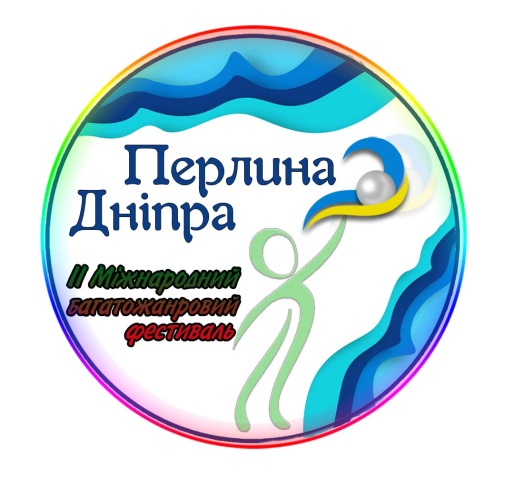 Перлина
Дніпра
II Міжнародний
багатожанровий
фестиваль